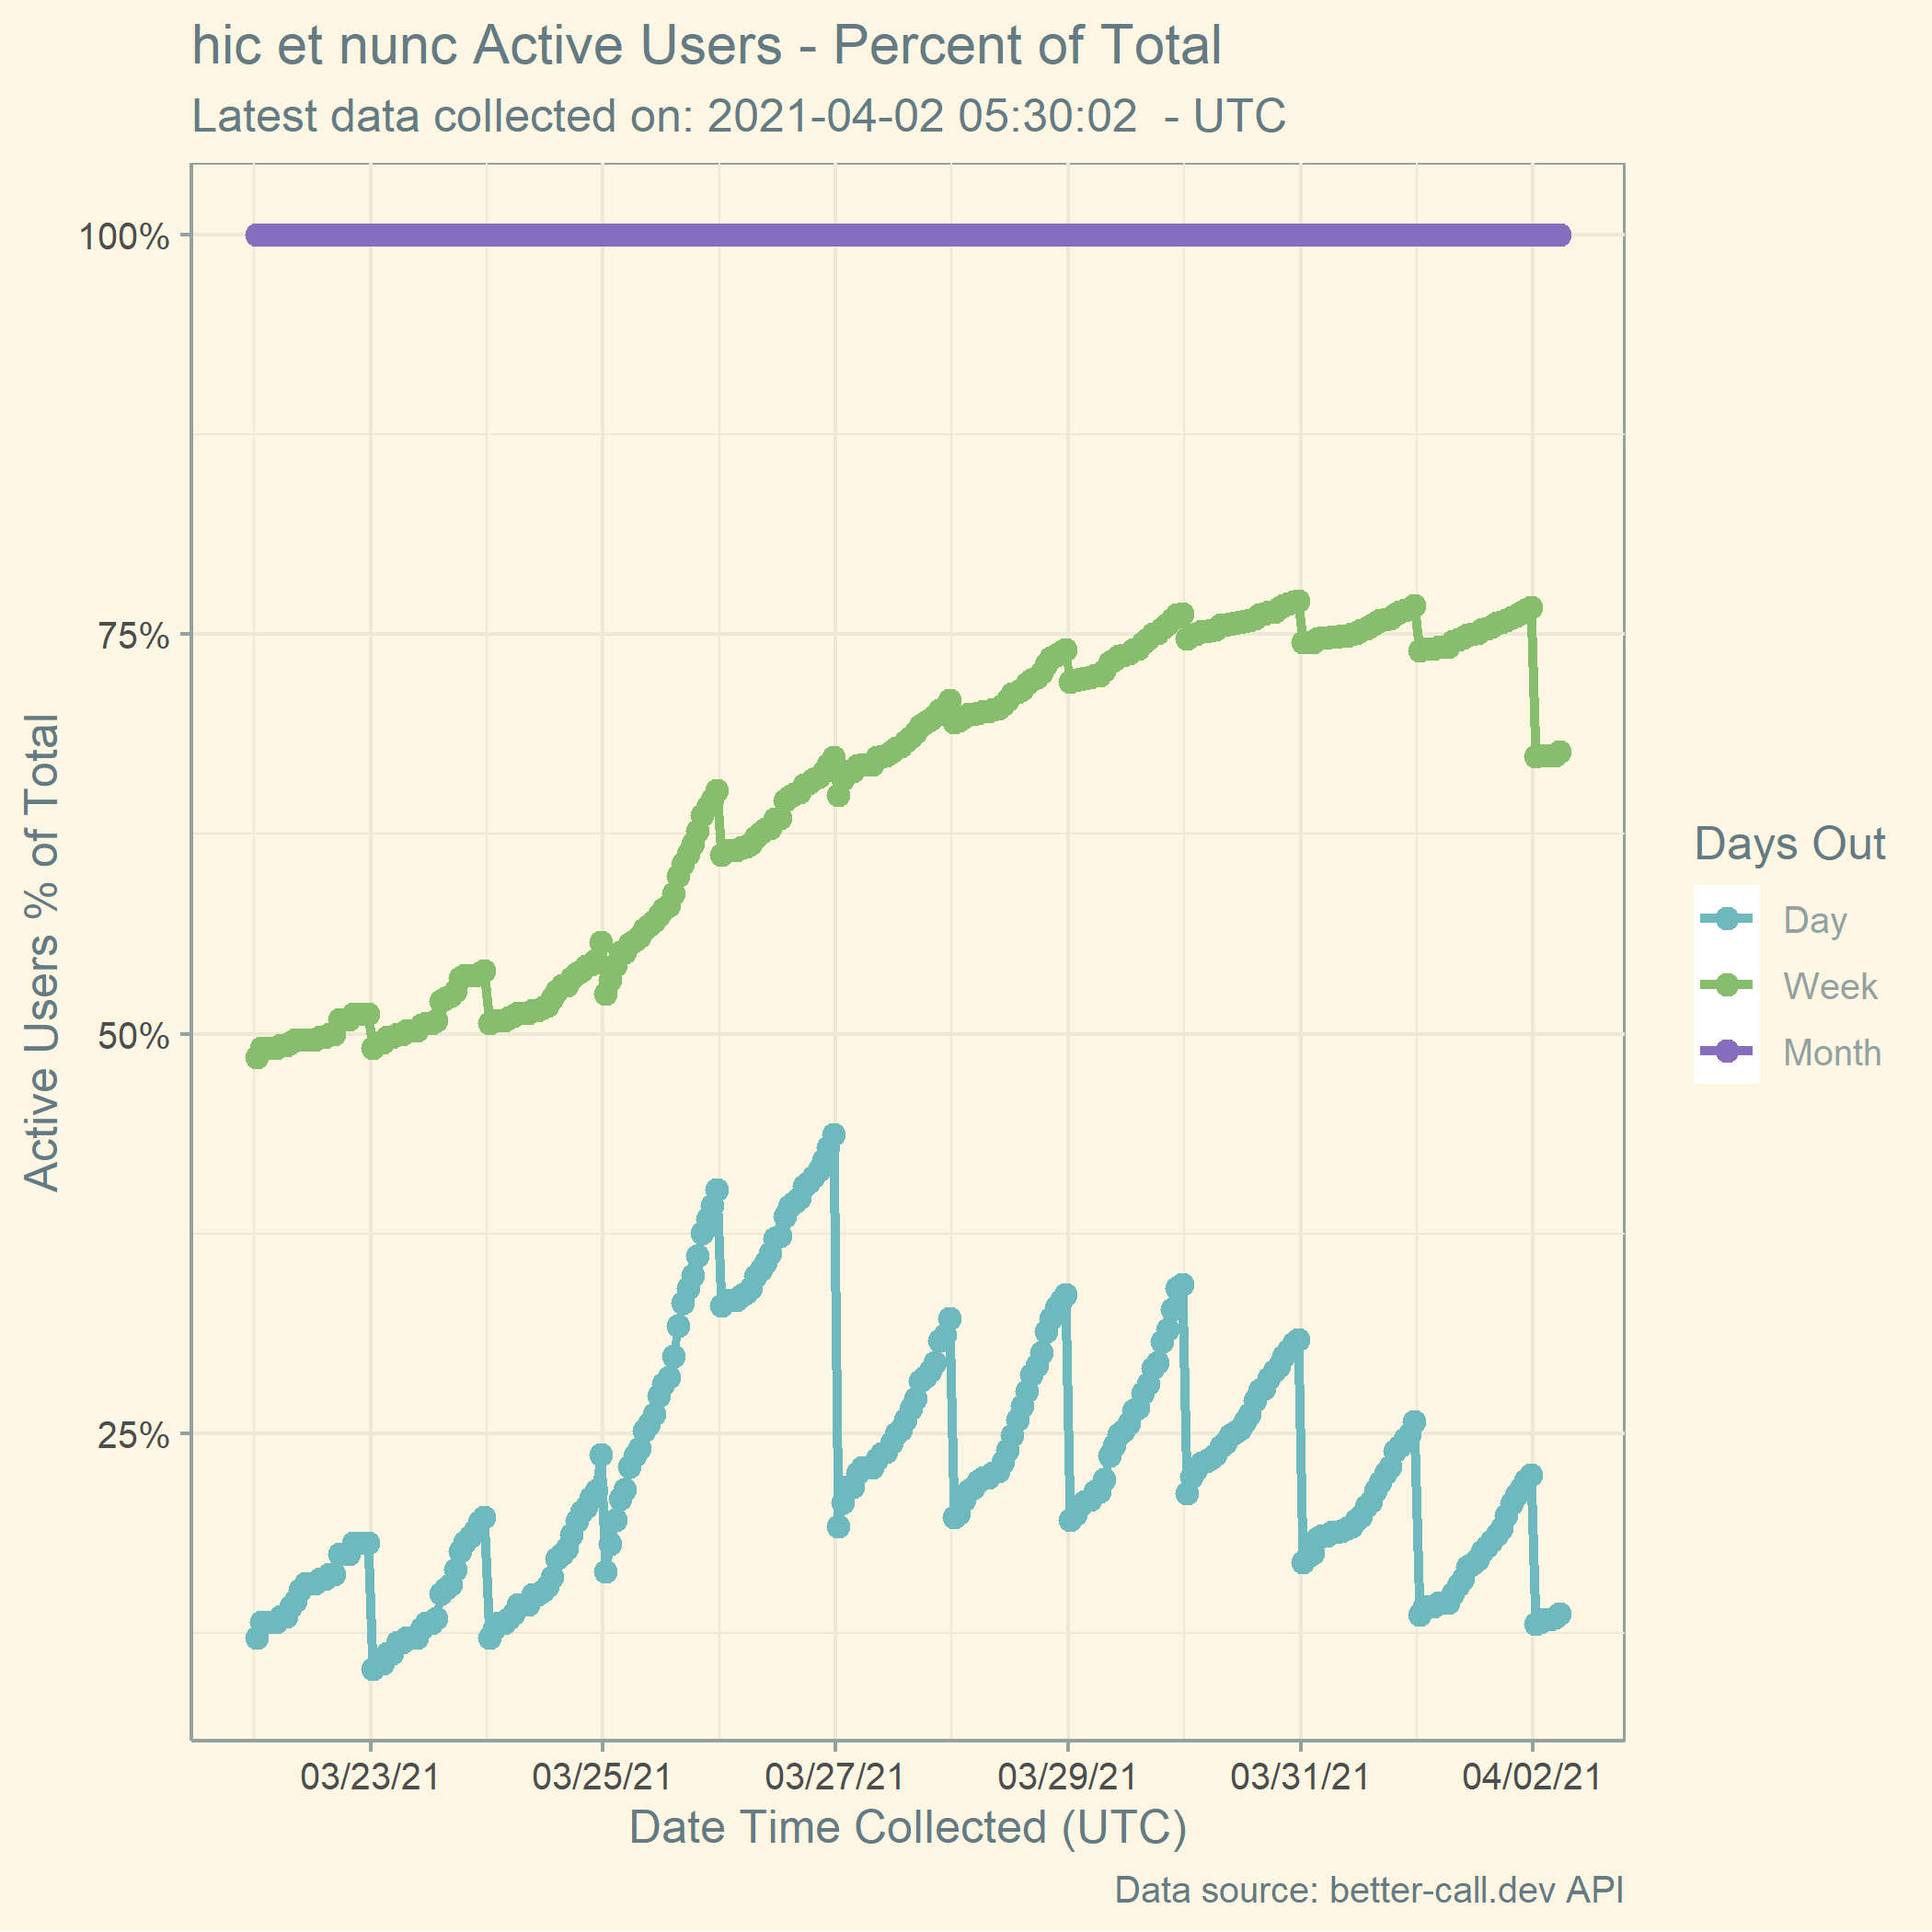 hic et nunc Active Users - Percent of Total
Latest data collected on: 2021-04-02 05:30:02  - UTC
Active Users % of Total
100%
75%
50%
25%
Days Out
Day
Week
Month
03/23/21
03/25/21
03/27/21
03/29/21
03/31/21
04/02/21
Date Time Collected (UTC)
Data source: better-call.dev API